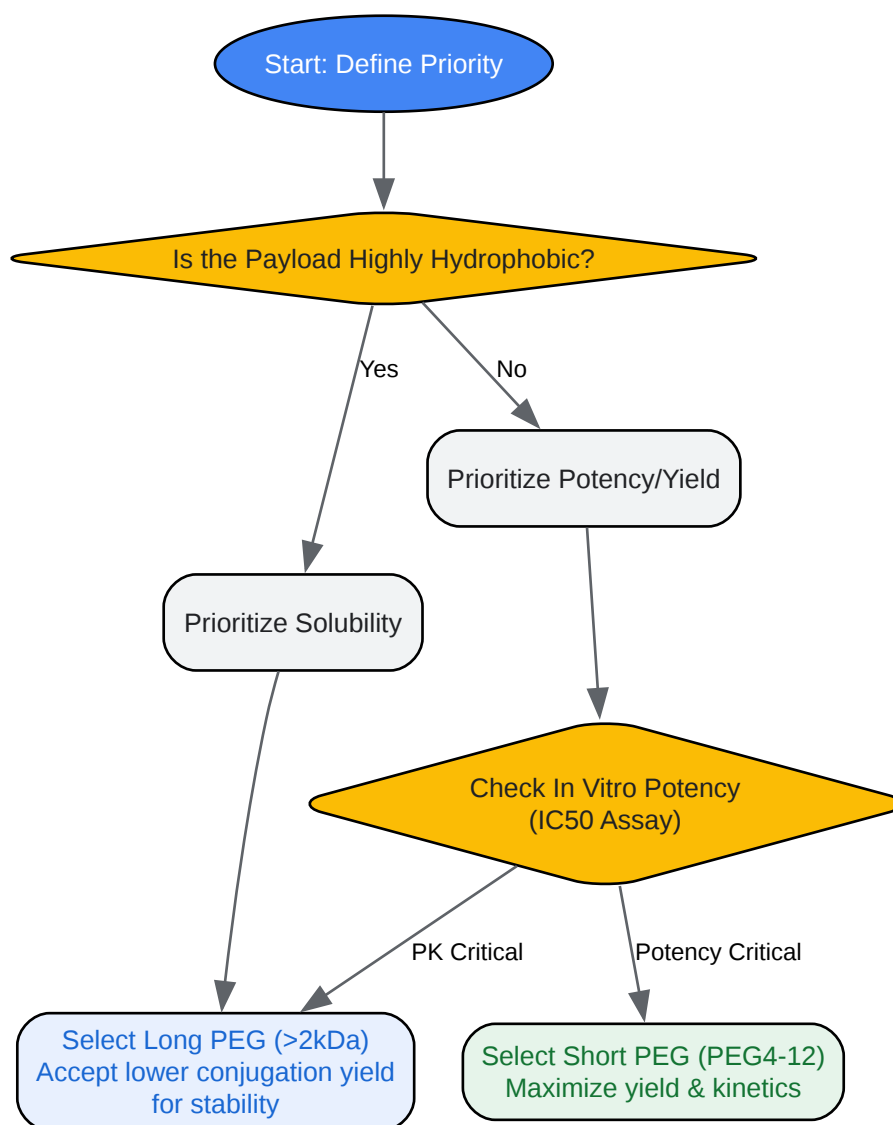 Start: Define Priority
Is the Payload Highly Hydrophobic?
Yes
No
Prioritize Potency/Yield
Prioritize Solubility
Check In Vitro Potency
(IC50 Assay)
PK Critical
Potency Critical
Select Long PEG (>2kDa)
Accept lower conjugation yield
for stability
Select Short PEG (PEG4-12)
Maximize yield & kinetics